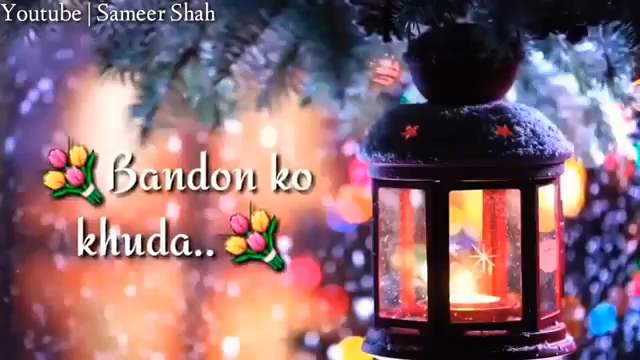 Youtube | Sameer Shah
💐Bandon ko
khuda..💐